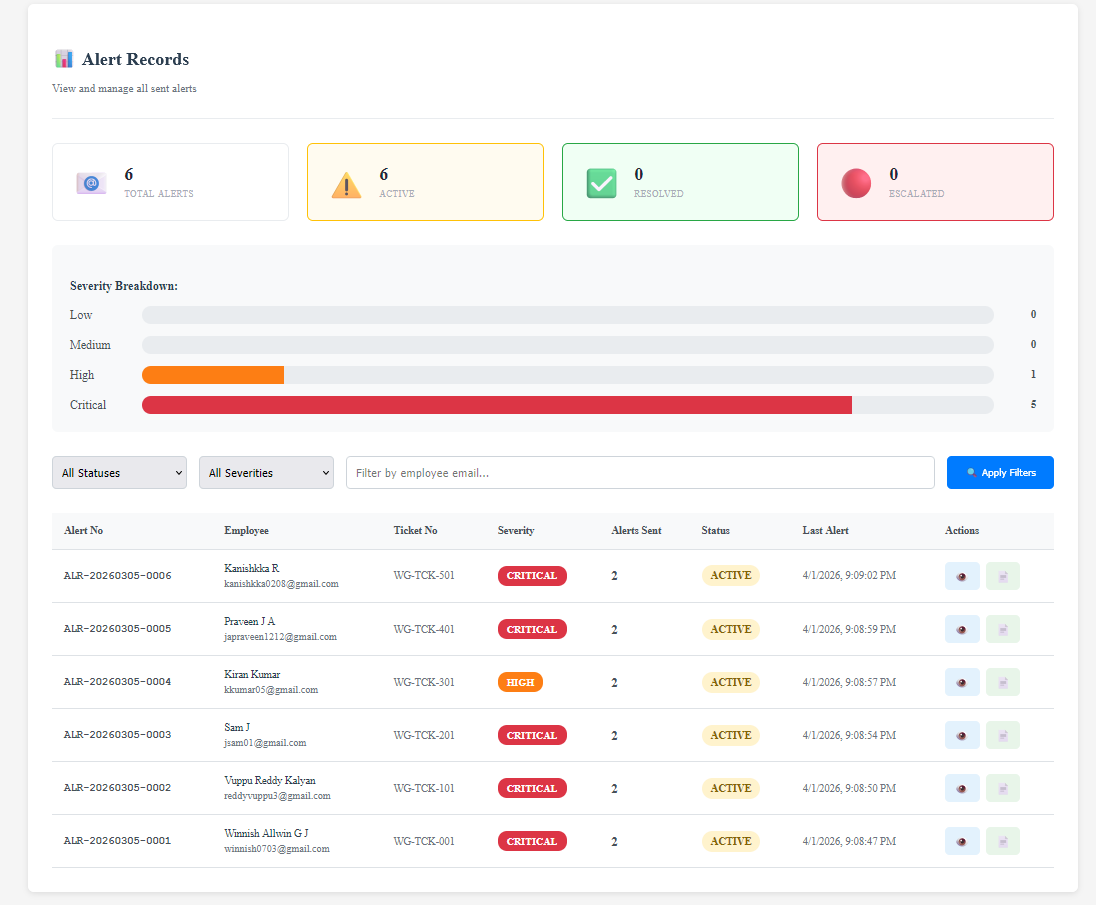 Alert Records
View and manage all sent alerts
6
TOTAL ALERTS
6
ACTIVE
0
RESOLVED
0
ESCALATED
Severity Breakdown:
Low 0
Medium 0
High 1
Critical 5
All Statuses All Severities Filter by employee email... Apply Filters
Alert No Employee Ticket No Severity Alerts Sent Status Last Alert Actions
ALR-20260305-0006 Kanishkka R WG-TCK-501 CRITICAL 2 ACTIVE 4/1/2026, 9:09:02 PM
kanishkka0208@gmail.com
ALR-20260305-0005 Praveen J A WG-TCK-401 CRITICAL 2 ACTIVE 4/1/2026, 9:08:59 PM
japraveen1212@gmail.com
ALR-20260305-0004 Kiran Kumar WG-TCK-301 HIGH 2 ACTIVE 4/1/2026, 9:08:57 PM
kkumar05@gmail.com
ALR-20260305-0003 Sam J WG-TCK-201 CRITICAL 2 ACTIVE 4/1/2026, 9:08:54 PM
jsam01@gmail.com
ALR-20260305-0002 Vuppu Reddy Kalyan WG-TCK-101 CRITICAL 2 ACTIVE 4/1/2026, 9:08:50 PM
reddyvuppu3@gmail.com
ALR-20260305-0001 Winnish Allwin G J WG-TCK-001 CRITICAL 2 ACTIVE 4/1/2026, 9:08:47 PM
winnish0703@gmail.com